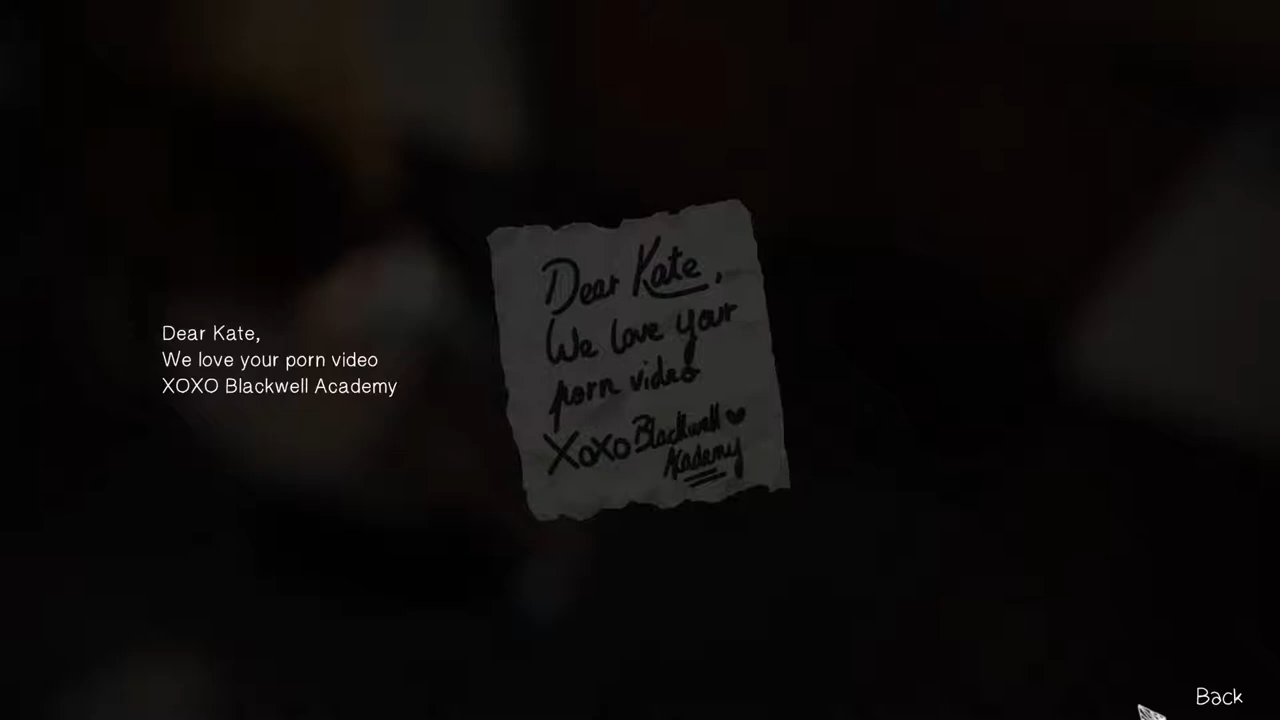 Dear Kate,
We love your porn video
XOXO Blackwell Academy
Dear Kate,
We love your
porn video
XoXo Blackwell
Academy
Back